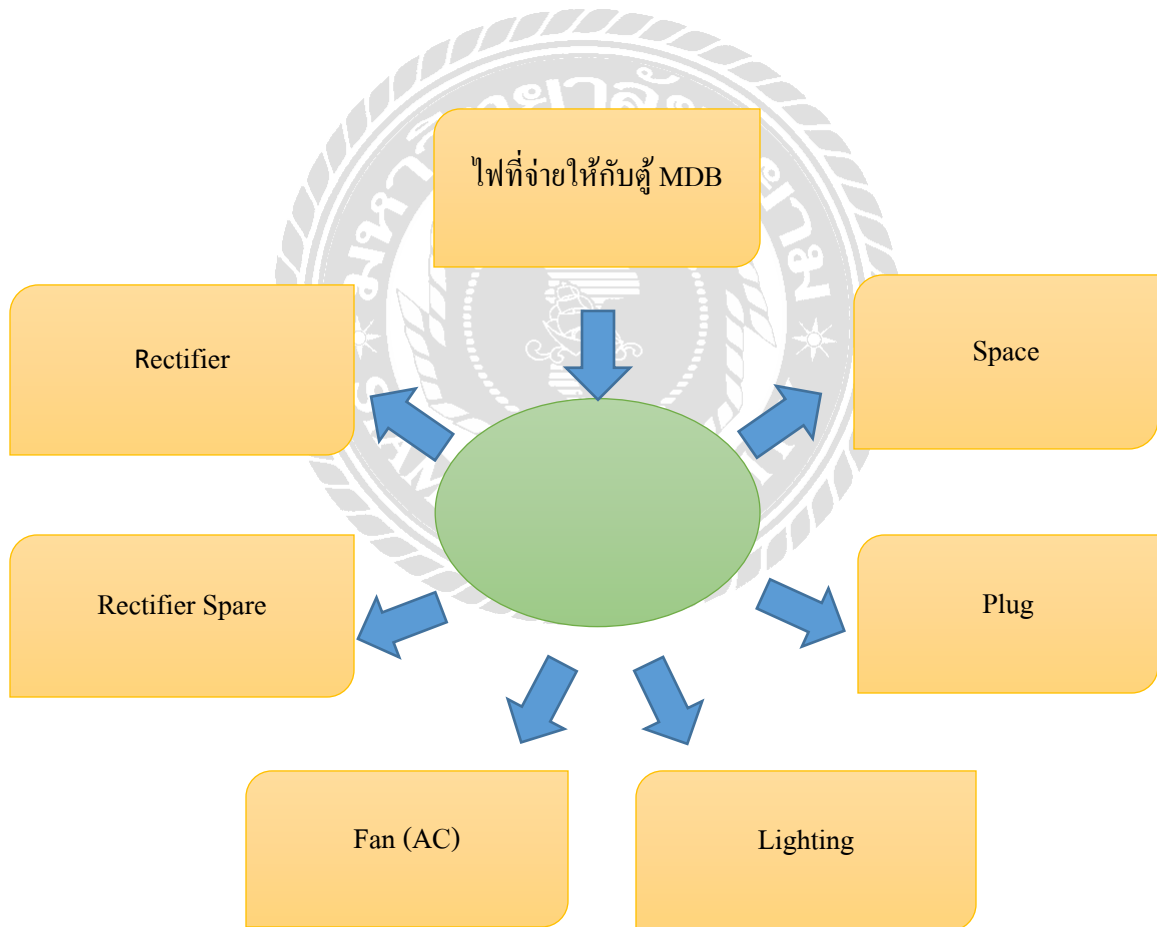 ไฟที่จ่ายให้กับตู้ MDB
Rectifier
Space
Rectifier Spare
Plug
Fan (AC)
Lighting